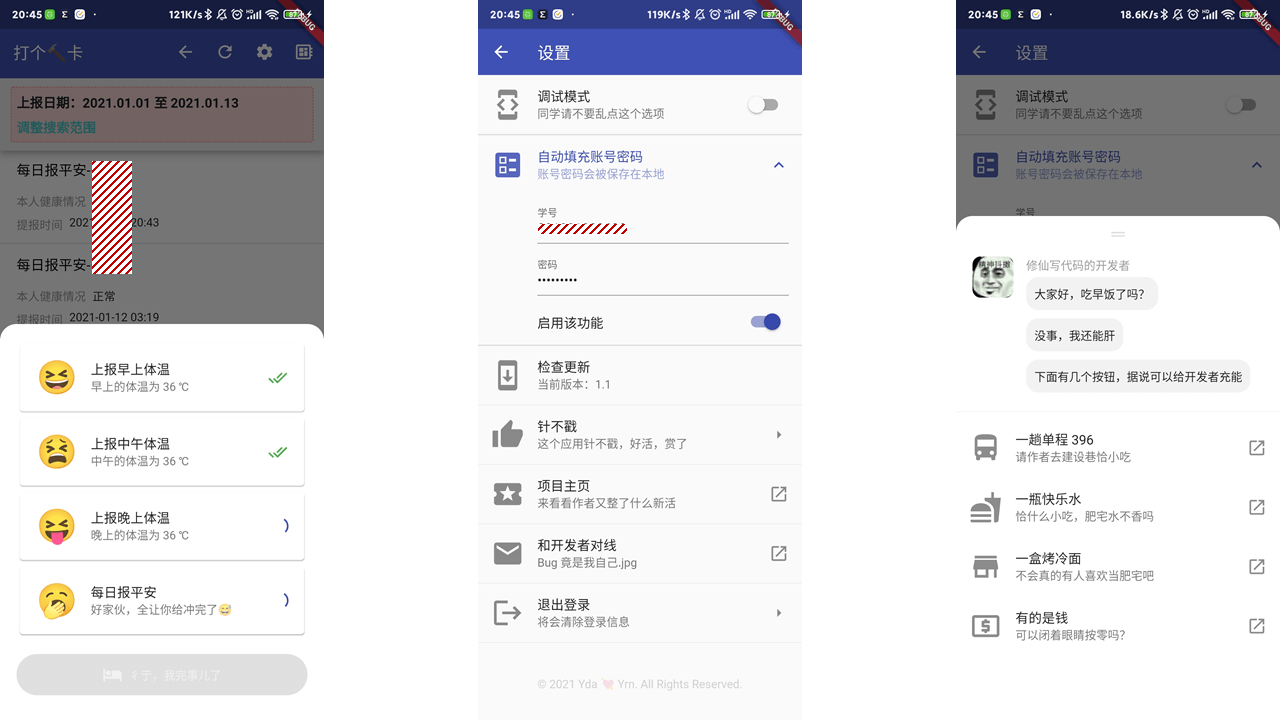 20:45
121K/s
打个🔨卡
上报日期：2021.01.01 至 2021.01.13
调整搜索范围
每日报平安-
本人健康情况
提报时间 202 20:43
每日报平安-
本人健康情况 正常
提报时间 2021-01-12 03:19
上报早上体温
早上的体温为 36 ℃
上报中午体温
中午的体温为 36 ℃
上报晚上体温
晚上的体温为 36 ℃
每日报平安
好家伙，全让你给冲完了😅
我完事儿了
20:45
119K/s
设置
调试模式
同学请不要乱点这个选项
自动填充账号密码
账号密码会被保存在本地
学号
密码
•••••••••
启用该功能
检查更新
当前版本：1.1
针不戳
这个应用针不戳，好活，赏了
项目主页
来看看作者又整了什么新活
和开发者对线
Bug 竟是我自己.jpg
退出登录
将会清除登录信息
© 2021 Yda 💘 Yrn. All Rights Reserved.
20:45
18.6K/s
设置
调试模式
同学请不要乱点这个选项
自动填充账号密码
账号密码会被保存在本地
学号
精神抖擞
修仙写代码的开发者
大家好，吃早饭了吗？
没事，我还能肝
下面有几个按钮，据说可以给开发者充能
一趟单程 396
请作者去建设巷恰小吃
一瓶快乐水
恰什么小吃，肥宅水不香吗
一盒烤冷面
不会真的有人喜欢当肥宅吧
有的是钱
可以闭着眼睛按零吗？